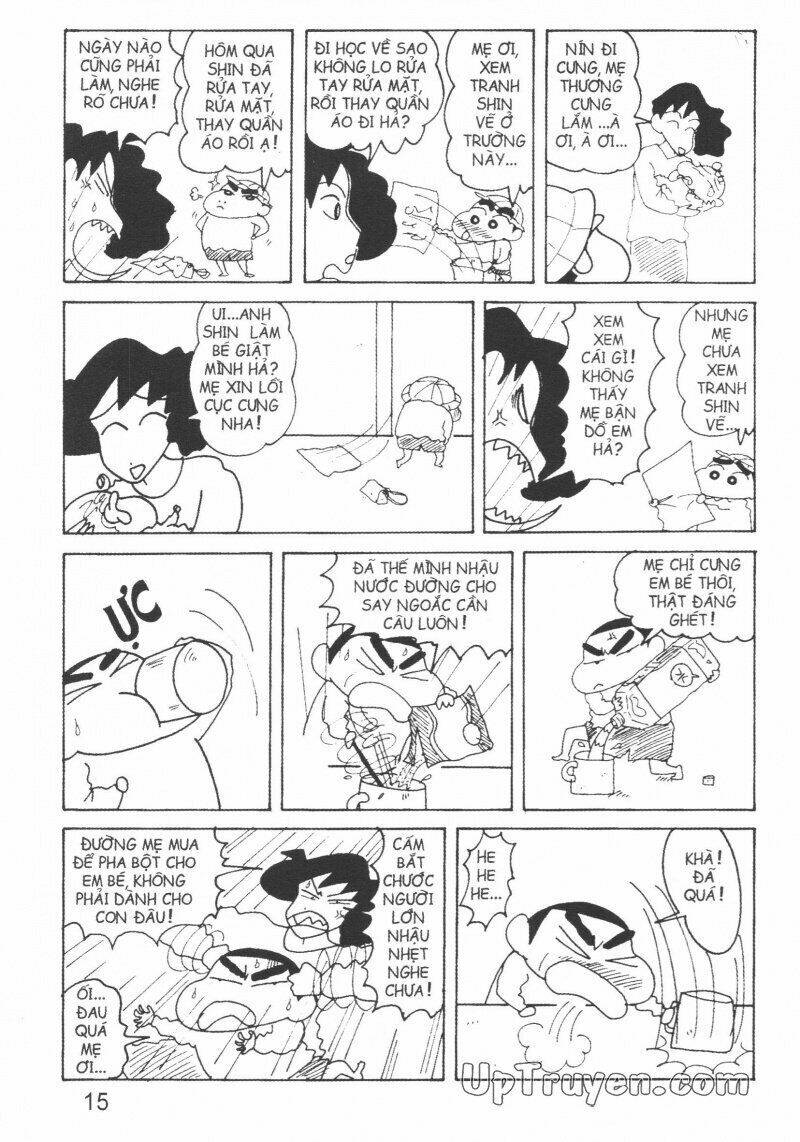 NÍN ĐI
CƯNG, MẸ
THƯƠNG
CƯNG
LẮM ...À
ƠI, À ƠI...
MẸ ƠI,
XEM
TRANH
SHIN
VẼ Ở
TRƯỜNG
NÀY...
ĐI HỌC VỀ SAO
KHÔNG LO RỬA
TAY RỬA MẶT,
RỒI THAY QUẦN
ÁO ĐI HẢ?
HÔM QUA
SHIN ĐÃ
RỬA TAY,
RỬA MẶT,
THAY QUẦN
ÁO RỒI Ạ!
NGÀY NÀO
CŨNG PHẢI
LÀM, NGHE
RÕ CHƯA!
NHƯNG
MẸ
CHƯA
XEM
TRANH
SHIN
VẼ...
XEM
XEM
CÁI GÌ!
KHÔNG
THẤY
MẸ BẬN
DỖ EM
HẢ?
UI...ANH
SHIN LÀM
BÉ GIẬT
MÌNH HẢ?
MẸ XIN LỖI
CỤC CƯNG
NHA!
MẸ CHỈ CƯNG
EM BÉ THÔI,
THẬT ĐÁNG
GHÉT!
ĐÃ THẾ MÌNH NHẬU
NƯỚC ĐƯỜNG CHO
SAY NGOẮC CẦN
CÂU LUÔN!
ỰC
KHÀ!
ĐÃ
QUÁ!
HE
HE
HE...
CẤM
BẮT
CHƯỚC
NGƯỜI
LỚN
NHẬU
NHẸT
NGHE
CHƯA!
ĐƯỜNG MẸ MUA
ĐỂ PHA BỘT CHO
EM BÉ, KHÔNG
PHẢI DÀNH CHO
CON ĐÂU!
ỐI...
ĐAU
QUÁ
MẸ
ƠI...
UpTruyen.com
15